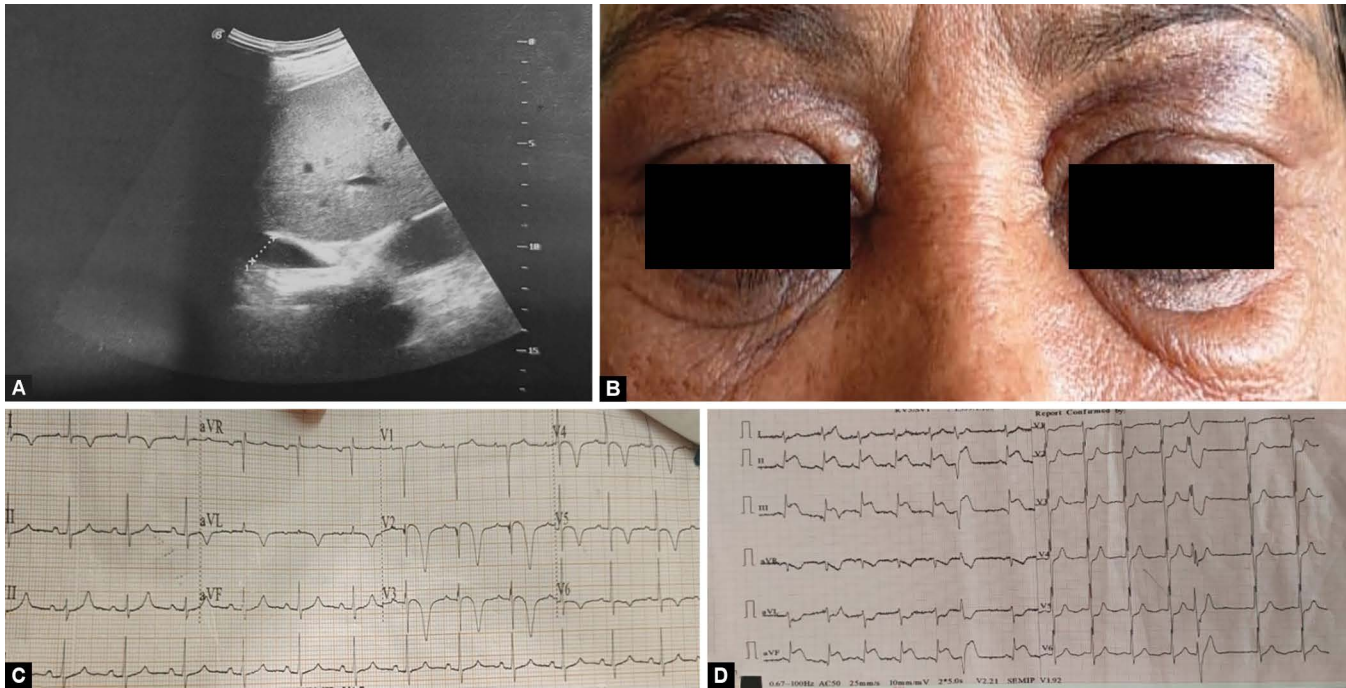 0
5
10
15
1
A
B
I
aVR
V1
V4
II
aVL
V2
V5
II
aVF
V3
V6
C
Report Confirmed by:
I
II
III
aVR
aVL
aVF
V2
V3
V4
V5
V6
0.67~100Hz AC50 25mm/s 10mm/mV 2*5.0s V2.21 SEMIP V1.92
D